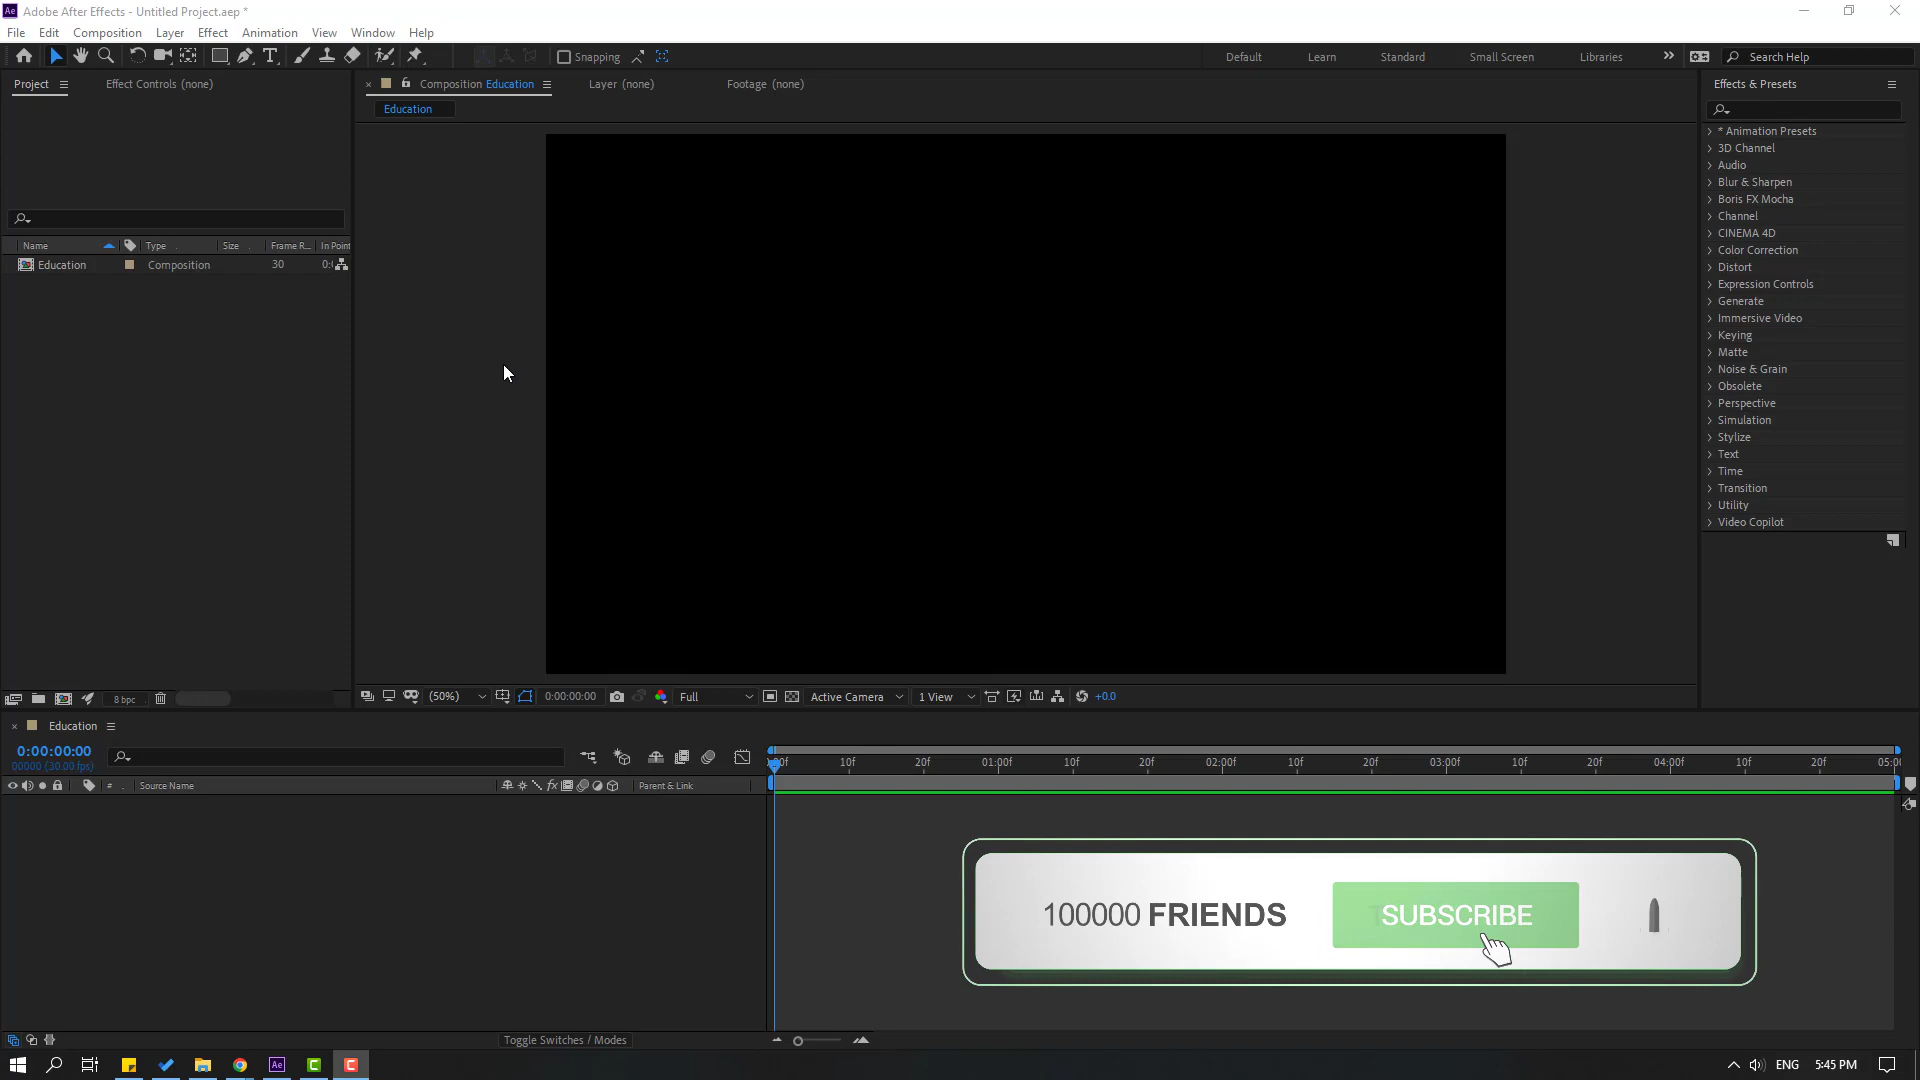 Ae Adobe After Effects - Untitled Project.aep *
File Edit Composition Layer Effect Animation View Window Help
Snapping Default Learn Standard Small Screen Libraries Search Help
Project Effect Controls (none)
Composition Education Layer (none) Footage (none)
Education
Effects & Presets
* Animation Presets
3D Channel
Audio
Blur & Sharpen
Boris FX Mocha
Channel
CINEMA 4D
Color Correction
Distort
Expression Controls
Generate
Immersive Video
Keying
Matte
Noise & Grain
Obsolete
Perspective
Simulation
Stylize
Text
Time
Transition
Utility
Video Copilot
Name Type Size Frame R... In Point
Education Composition 30 0:(
8 bpc
(50%) 0:00:00:00 Full Active Camera 1 View +0.0
Education
0:00:00:00
00000 (30.00 fps)
# Source Name fx Parent & Link
:00f 10f 20f 01:00f 10f 20f 02:00f 10f 20f 03:00f 10f 20f 04:00f 10f 20f 05:00
100000 FRIENDS SUBSCRIBE
Toggle Switches / Modes
Ae C C ENG 5:45 PM